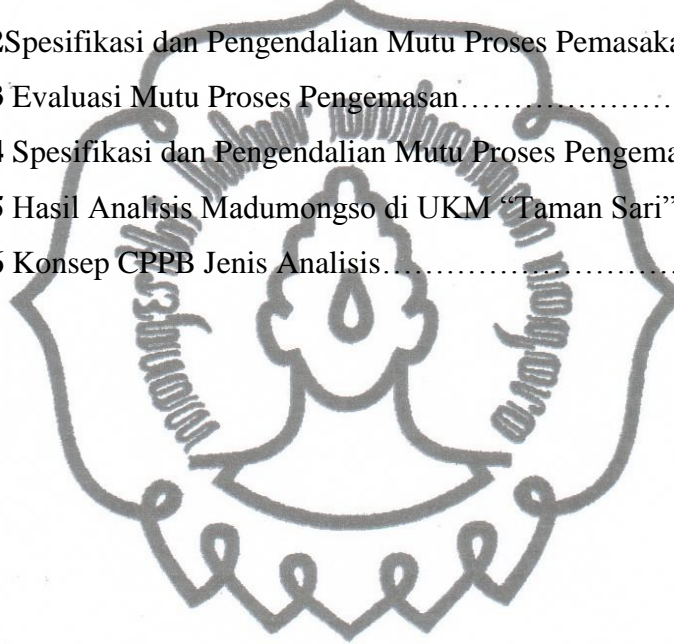 2Spesifikasi dan Pengendalian Mutu Proses Pemasaka
3 Evaluasi Mutu Proses Pengemasan…………………
4 Spesifikasi dan Pengendalian Mutu Proses Pengema
5 Hasil Analisis Madumongso di UKM “Taman Sari”
6 Konsep CPPB Jenis Analisis…………………………